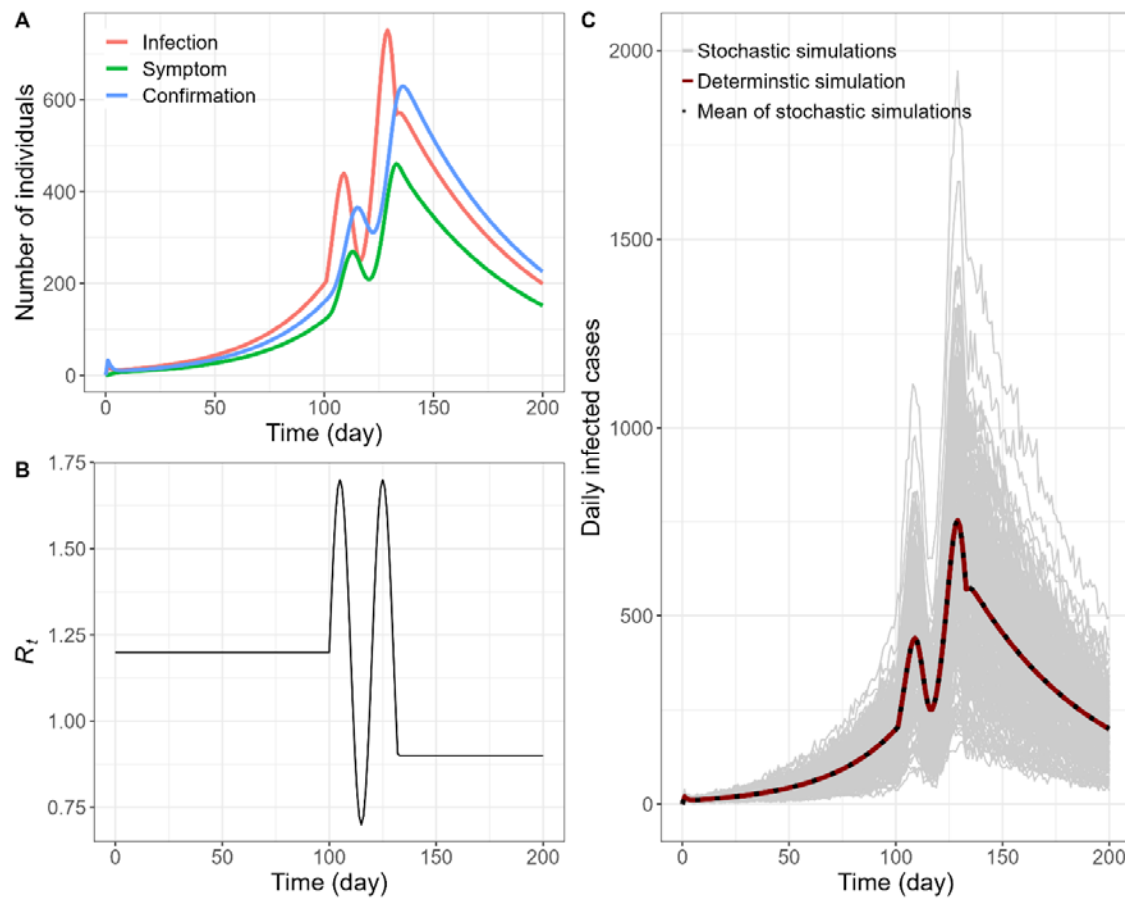 A
Infection
Symptom
Confirmation
600
400
200
0
Number of individuals
0 50 100 150 200
Time (day)
B
1.75
1.50
1.25
1.00
0.75
Rt
0 50 100 150 200
Time (day)
C
Stochastic simulations
Determinstic simulation
Mean of stochastic simulations
2000
1500
1000
500
0
Daily infected cases
0 50 100 150 200
Time (day)